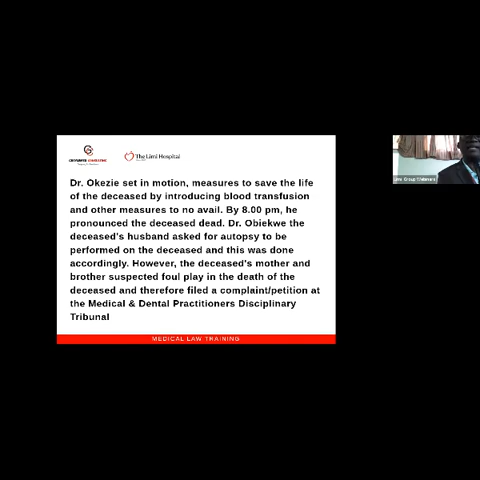 The Limi Hospital
Dr. Okezie set in motion, measures to save the life
of the deceased by introducing blood transfusion
and other measures to no avail. By 8.00 pm, he
pronounced the deceased dead. Dr. Obiekwe the
deceased's husband asked for autopsy to be
performed on the deceased and this was done
accordingly. However, the deceased's mother and
brother suspected foul play in the death of the
deceased and therefore filed a complaint/petition at
the Medical & Dental Practitioners Disciplinary
Tribunal
MEDICAL LAW TRAINING